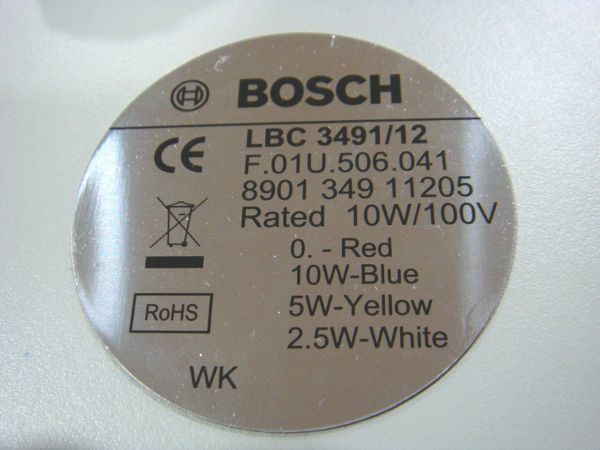 BOSCH
CE
LBC 3491/12
F.01U.506.041
8901 349 11205
Rated 10W/100V
0. - Red
10W-Blue
5W-Yellow
2.5W-White
RoHS
WK